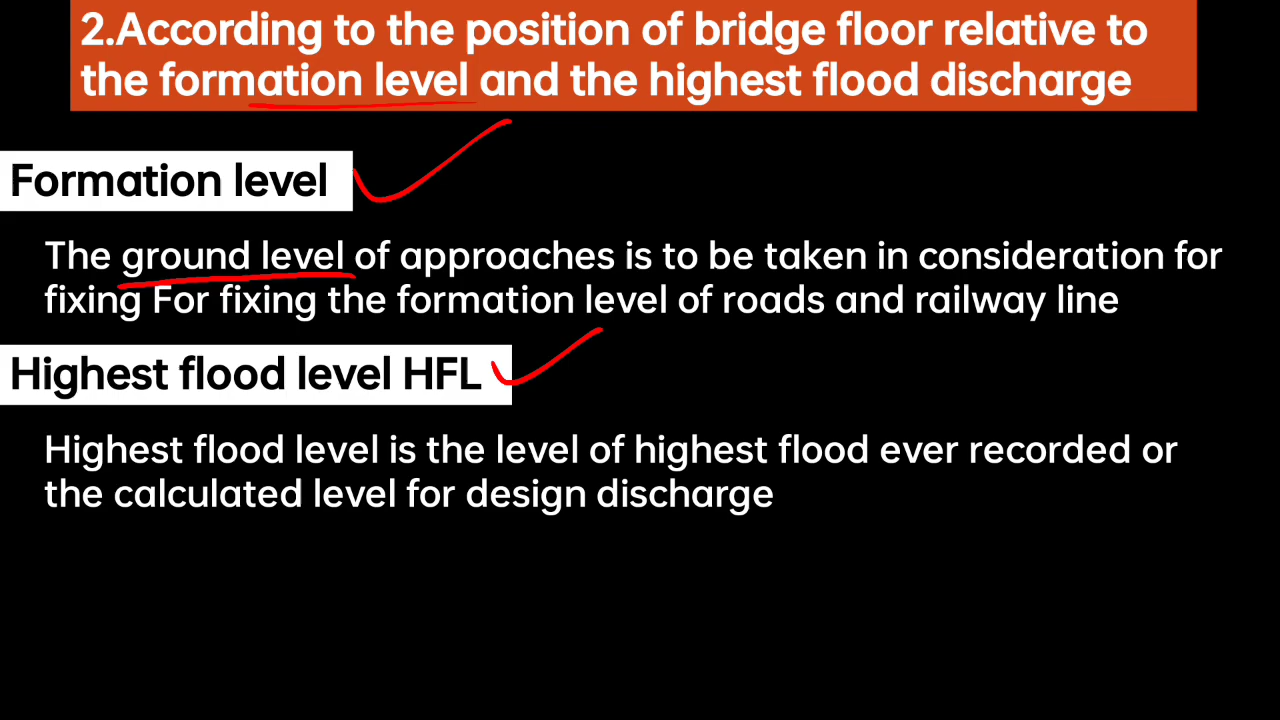 2.According to the position of bridge floor relative to
the formation level and the highest flood discharge
Formation level
The ground level of approaches is to be taken in consideration for
fixing For fixing the formation level of roads and railway line
Highest flood level HFL
Highest flood level is the level of highest flood ever recorded or
the calculated level for design discharge